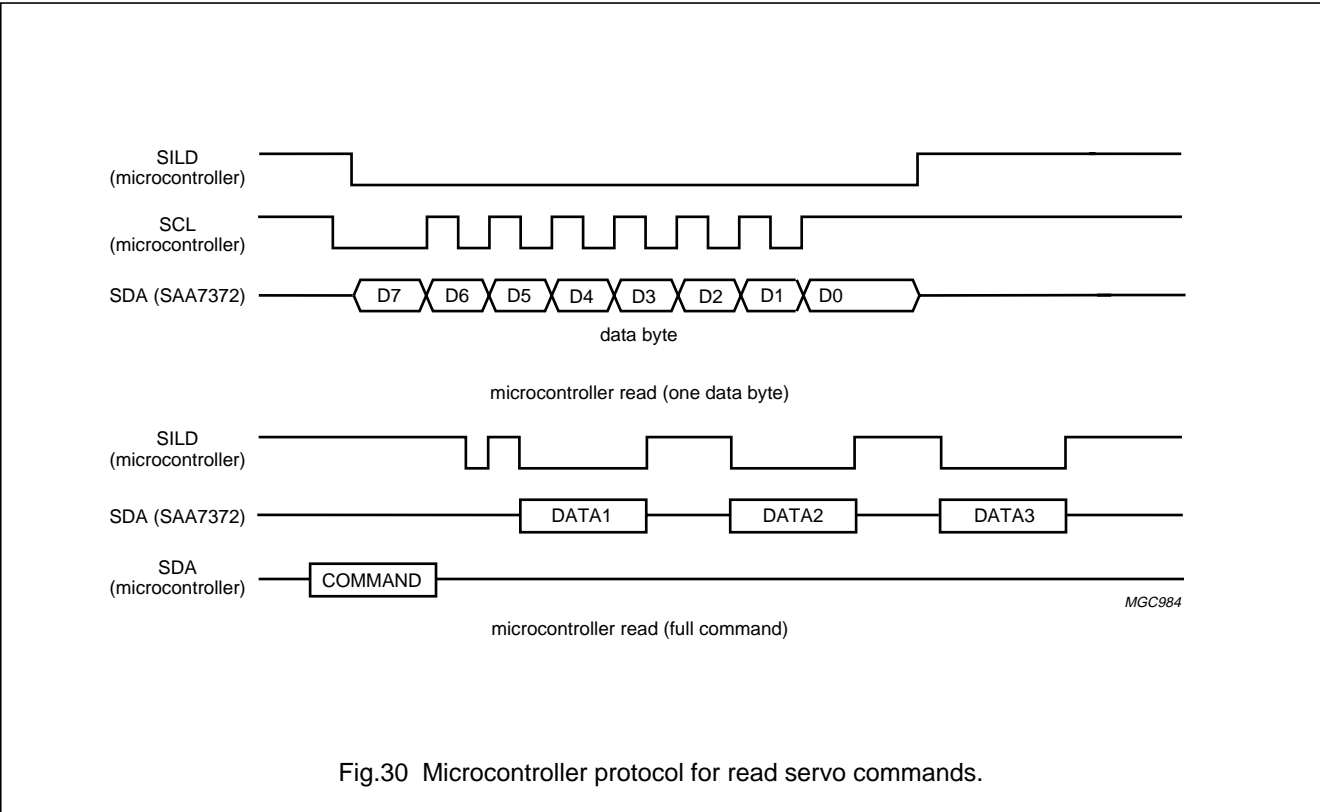 SILD
(microcontroller)
SCL
(microcontroller)
SDA (SAA7372)
D7 D6 D5 D4 D3 D2 D1 D0
data byte
microcontroller read (one data byte)
SILD
(microcontroller)
SDA (SAA7372)
DATA1 DATA2 DATA3
SDA
(microcontroller)
COMMAND
MGC984
microcontroller read (full command)
Fig.30 Microcontroller protocol for read servo commands.